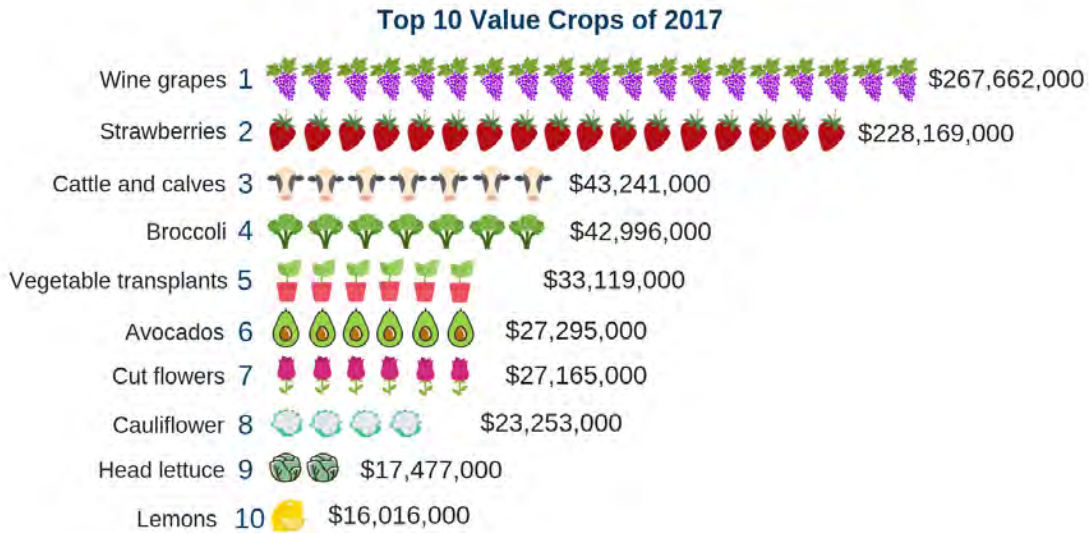 Top 10 Value Crops of 2017
Wine grapes 1 $267,662,000
Strawberries 2 $228,169,000
Cattle and calves 3 $43,241,000
Broccoli 4 $42,996,000
Vegetable transplants 5 $33,119,000
Avocados 6 $27,295,000
Cut flowers 7 $27,165,000
Cauliflower 8 $23,253,000
Head lettuce 9 $17,477,000
Lemons 10 $16,016,000